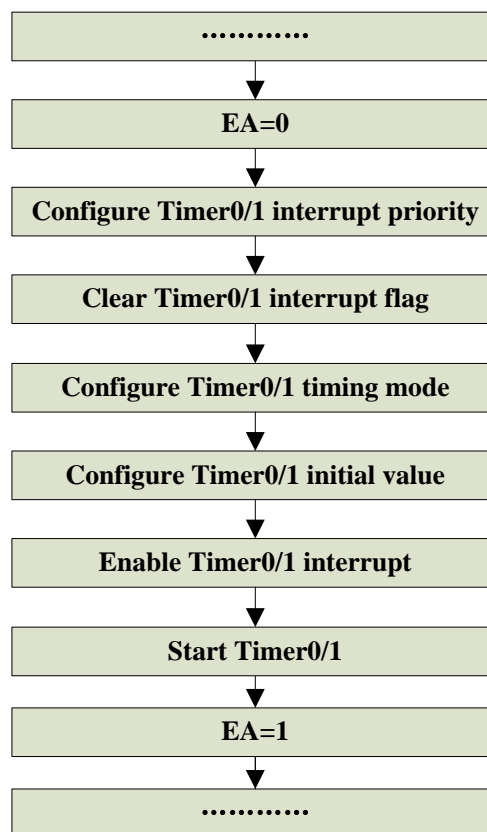 ............
EA=0
Configure Timer0/1 interrupt priority
Clear Timer0/1 interrupt flag
Configure Timer0/1 timing mode
Configure Timer0/1 initial value
Enable Timer0/1 interrupt
Start Timer0/1
EA=1
............